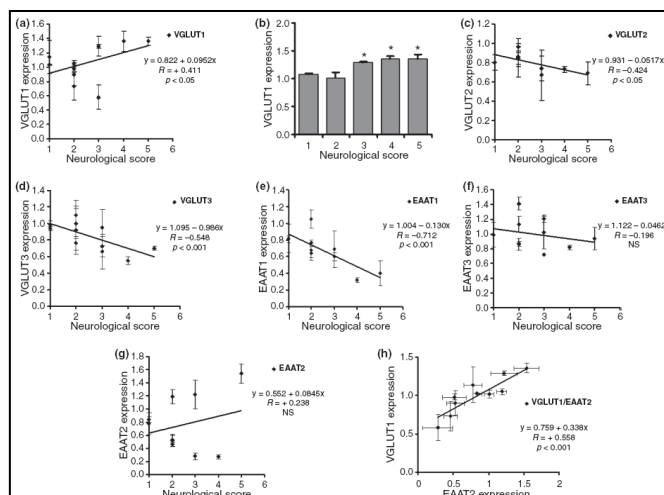 (a)
VGLUT1
VGLUT1 expression
1.6
1.4
1.2
1.0
0.8
0.6
0.4
0.2
0
1 2 3 4 5 6
Neurological score
y = 0.822 + 0.0952x
R = + 0.411
p < 0.05
(b)
VGLUT1 expression
2.0
1.5
1.0
0.5
0.0
* * *
1 2 3 4 5
Neurological score
(c)
VGLUT2
VGLUT2 expression
1.2
1.0
0.8
0.6
0.4
0.2
0
1 2 3 4 5 6
Neurological score
y = 0.931 − 0.0517x
R = −0.424
p < 0.05
(d)
VGLUT3
VGLUT3 expression
1.4
1.2
1.0
0.8
0.6
0.4
0.2
0
1 2 3 4 5 6
Neurological score
y = 1.095 − 0.986x
R = −0.548
p < 0.001
(e)
EAAT1
EAAT1 expression
1.4
1.2
1.0
0.8
0.6
0.4
0.2
0
1 2 3 4 5 6
Neurological score
y = 1.004 − 0.130x
R = −0.712
p < 0.001
(f)
EAAT3
EAAT3 expression
1.6
1.4
1.2
1.0
0.8
0.6
0.4
0.2
0.0
1 2 3 4 5 6
Neurological score
y = 1.122 − 0.0462
R = −0.196
NS
(g)
EAAT2
EAAT2 expression
1.8
1.6
1.4
1.2
1.0
0.8
0.6
0.4
0.2
0
1 2 3 4 5 6
Neurological score
y = 0.552 + 0.0845x
R = + 0.238
NS
(h)
VGLUT1/EAAT2
VGLUT1 expression
1.5
1.0
0.5
0
0 0.5 1.0 1.5 2.0
EAAT2 expression
y = 0.759 + 0.338x
R = + 0.558
p < 0.001